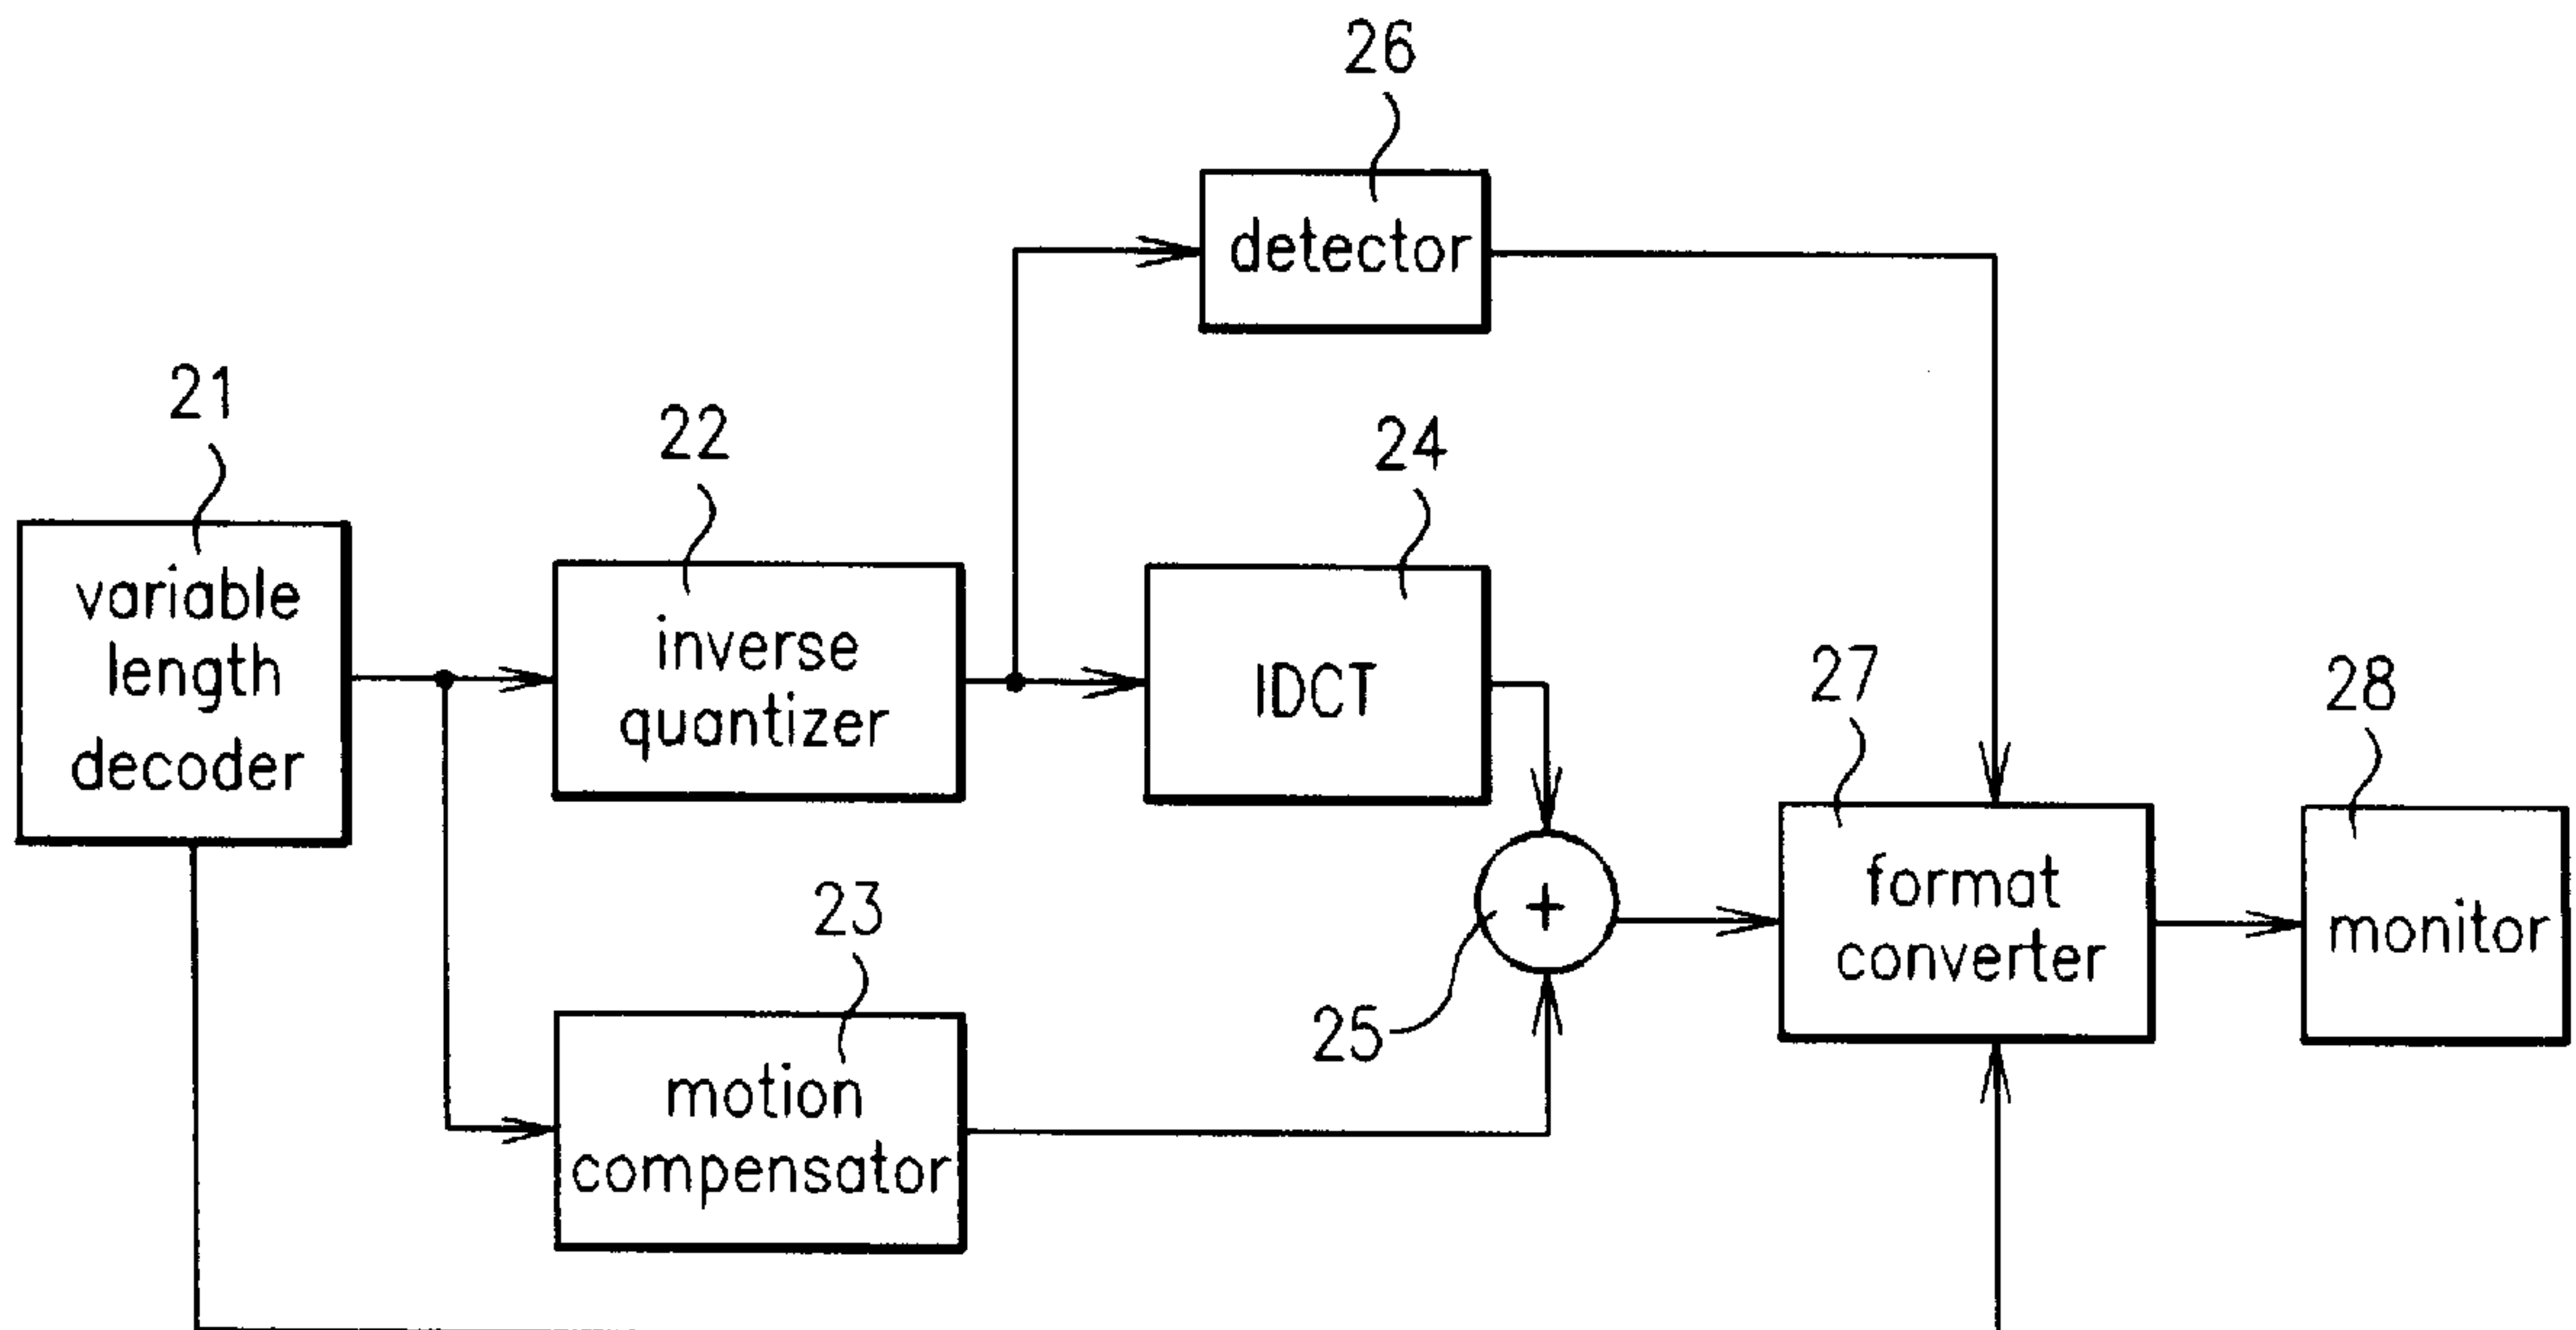 26
detector
21
variable
length
decoder
22
inverse
quantizer
24
IDCT
23
motion
compensator
25
+
27
format
converter
28
monitor